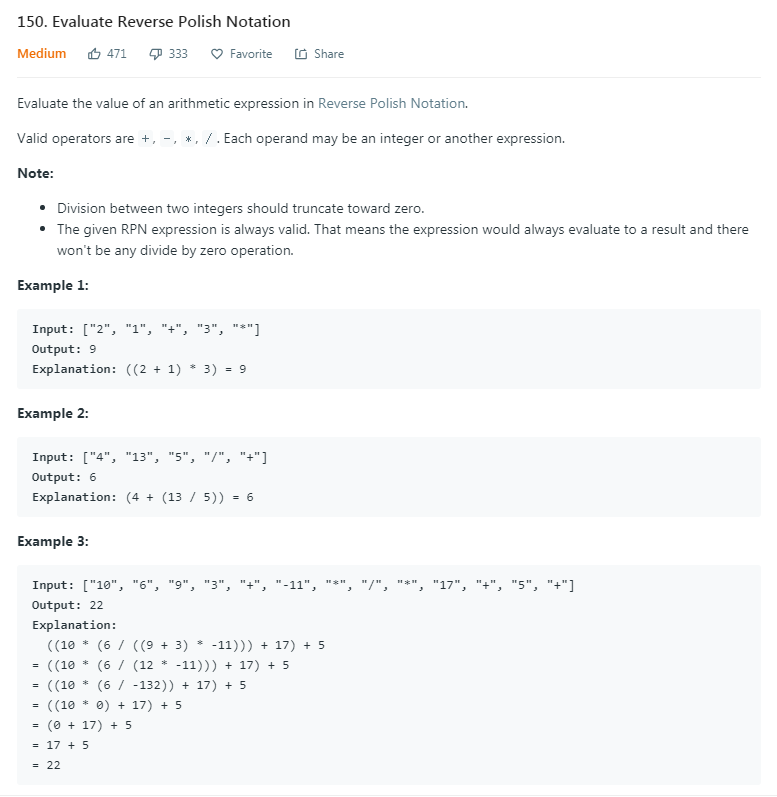 150. Evaluate Reverse Polish Notation
Medium 471 333 Favorite Share
Evaluate the value of an arithmetic expression in Reverse Polish Notation.
Valid operators are +, -, *, /. Each operand may be an integer or another expression.
Note:
• Division between two integers should truncate toward zero.
• The given RPN expression is always valid. That means the expression would always evaluate to a result and there
won't be any divide by zero operation.
Example 1:
Input: ["2", "1", "+", "3", "*"]
Output: 9
Explanation: ((2 + 1) * 3) = 9
Example 2:
Input: ["4", "13", "5", "/", "+"]
Output: 6
Explanation: (4 + (13 / 5)) = 6
Example 3:
Input: ["10", "6", "9", "3", "+", "-11", "*", "/", "*", "17", "+", "5", "+"]
Output: 22
Explanation:
((10 * (6 / ((9 + 3) * -11))) + 17) + 5
= ((10 * (6 / (12 * -11))) + 17) + 5
= ((10 * (6 / -132)) + 17) + 5
= ((10 * 0) + 17) + 5
= (0 + 17) + 5
= 17 + 5
= 22